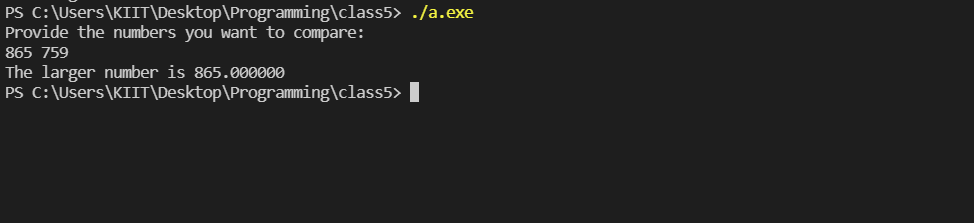 PS C:\Users\KIIT\Desktop\Programming\class5> ./a.exe
Provide the numbers you want to compare:
865 759
The larger number is 865.000000
PS C:\Users\KIIT\Desktop\Programming\class5>